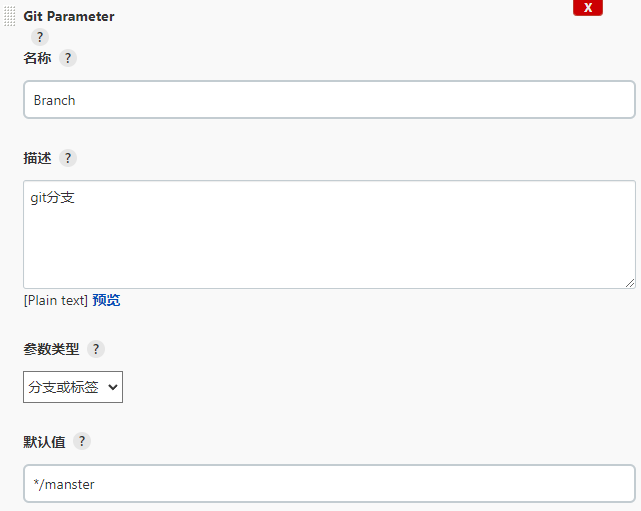 Git Parameter
X
?
名称 ?
Branch
描述 ?
git分支
[Plain text] 预览
参数类型 ?
分支或标签
默认值 ?
*/manster